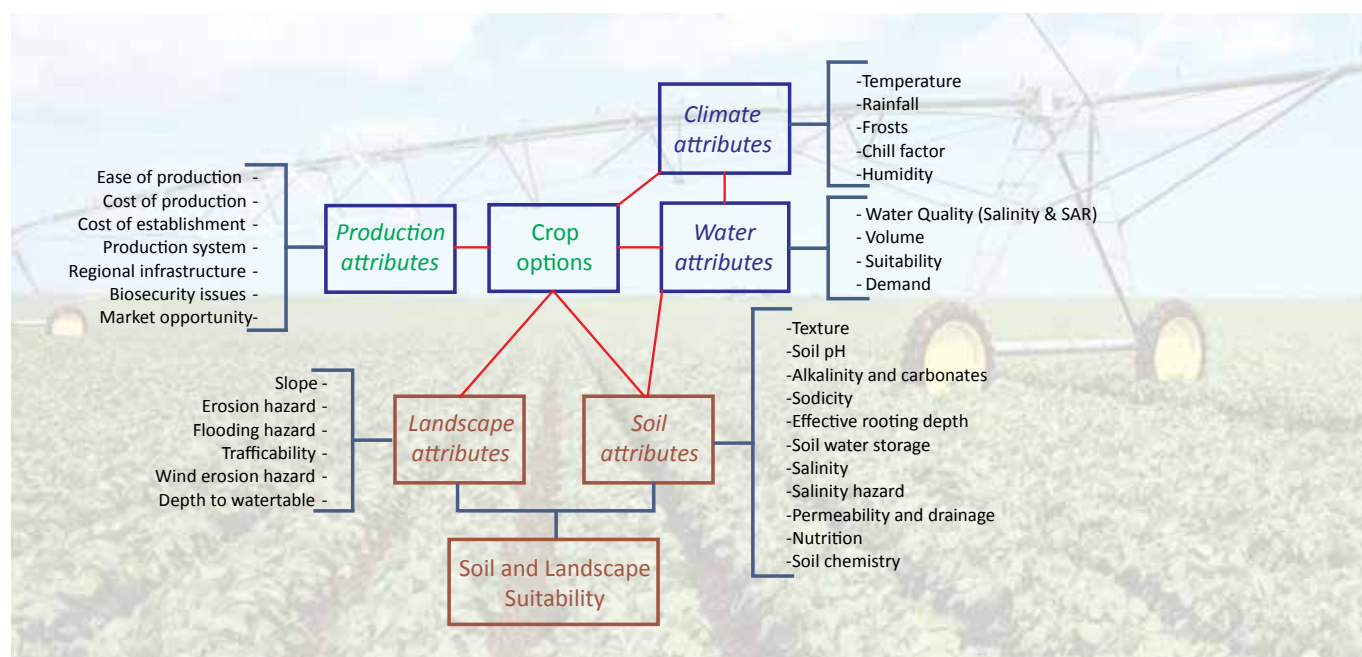 Climate
attributes
-Temperature
-Rainfall
-Frosts
-Chill factor
-Humidity
Ease of production -
Cost of production -
Cost of establishment -
Production system -
Regional infrastructure -
Biosecurity issues -
Market opportunity-
Production
attributes
Crop
options
Water
attributes
- Water Quality (Salinity & SAR)
- Volume
- Suitability
- Demand
Slope -
Erosion hazard -
Flooding hazard -
Trafficability -
Wind erosion hazard -
Depth to watertable -
Landscape
attributes
Soil
attributes
-Texture
-Soil pH
-Alkalinity and carbonates
-Sodicity
-Effective rooting depth
-Soil water storage
-Salinity
-Salinity hazard
-Permeability and drainage
-Nutrition
-Soil chemistry
Soil and Landscape
Suitability